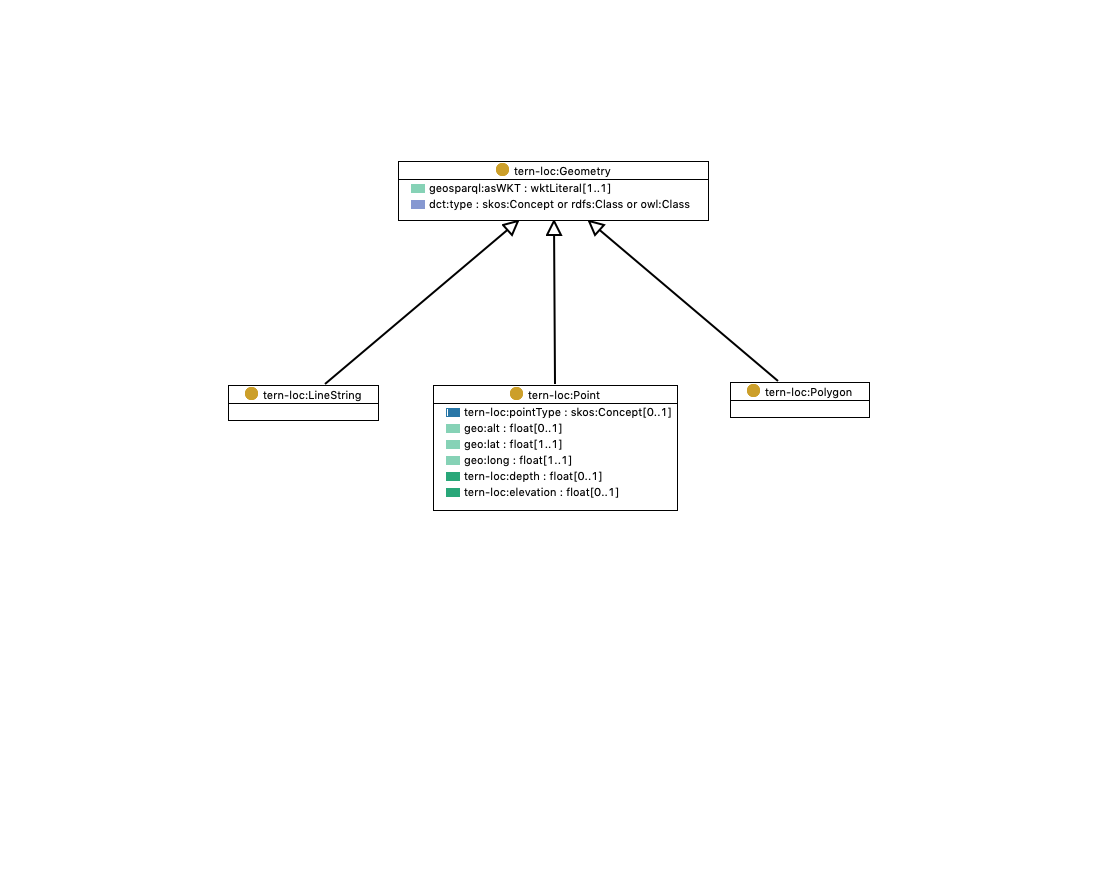 tern-loc:Geometry
geosparql:asWKT : wktLiteral[1..1]
dct:type : skos:Concept or rdfs:Class or owl:Class
tern-loc:LineString
tern-loc:Point
tern-loc:pointType : skos:Concept[0..1]
geo:alt : float[0..1]
geo:lat : float[1..1]
geo:long : float[1..1]
tern-loc:depth : float[0..1]
tern-loc:elevation : float[0..1]
tern-loc:Polygon